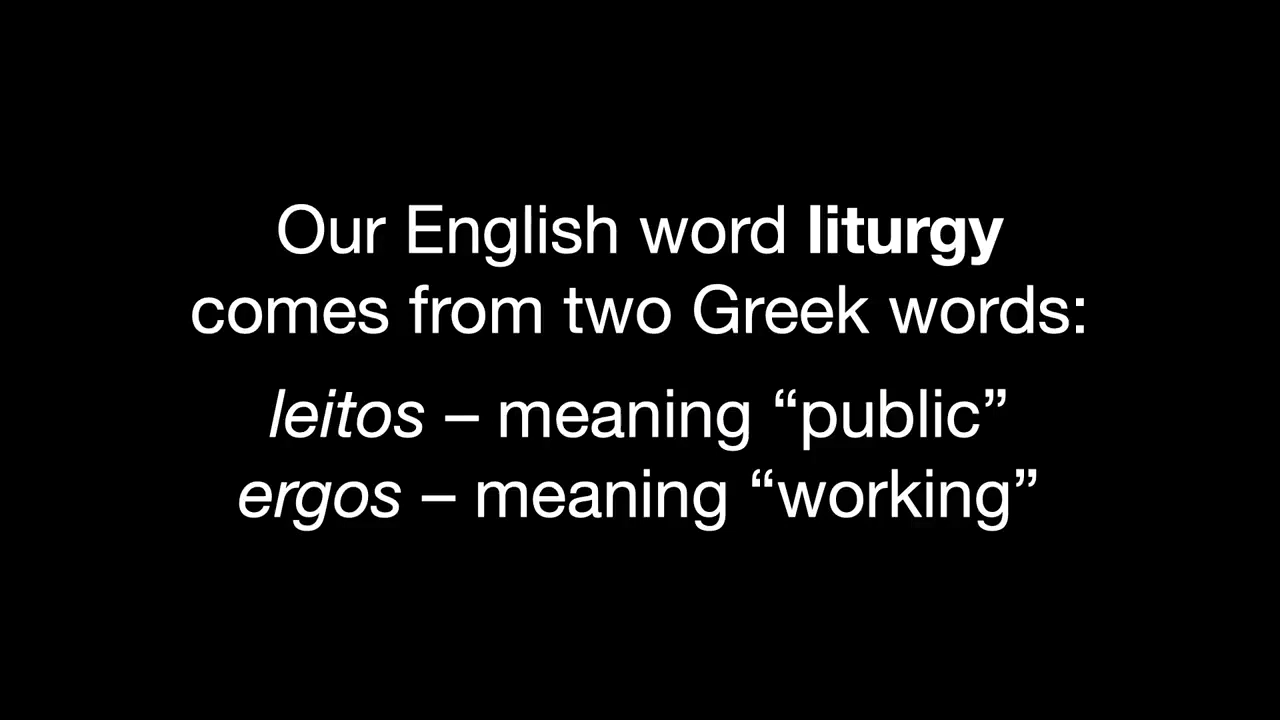 Our English word liturgy
comes from two Greek words:
leitos – meaning “public”
ergos – meaning “working”